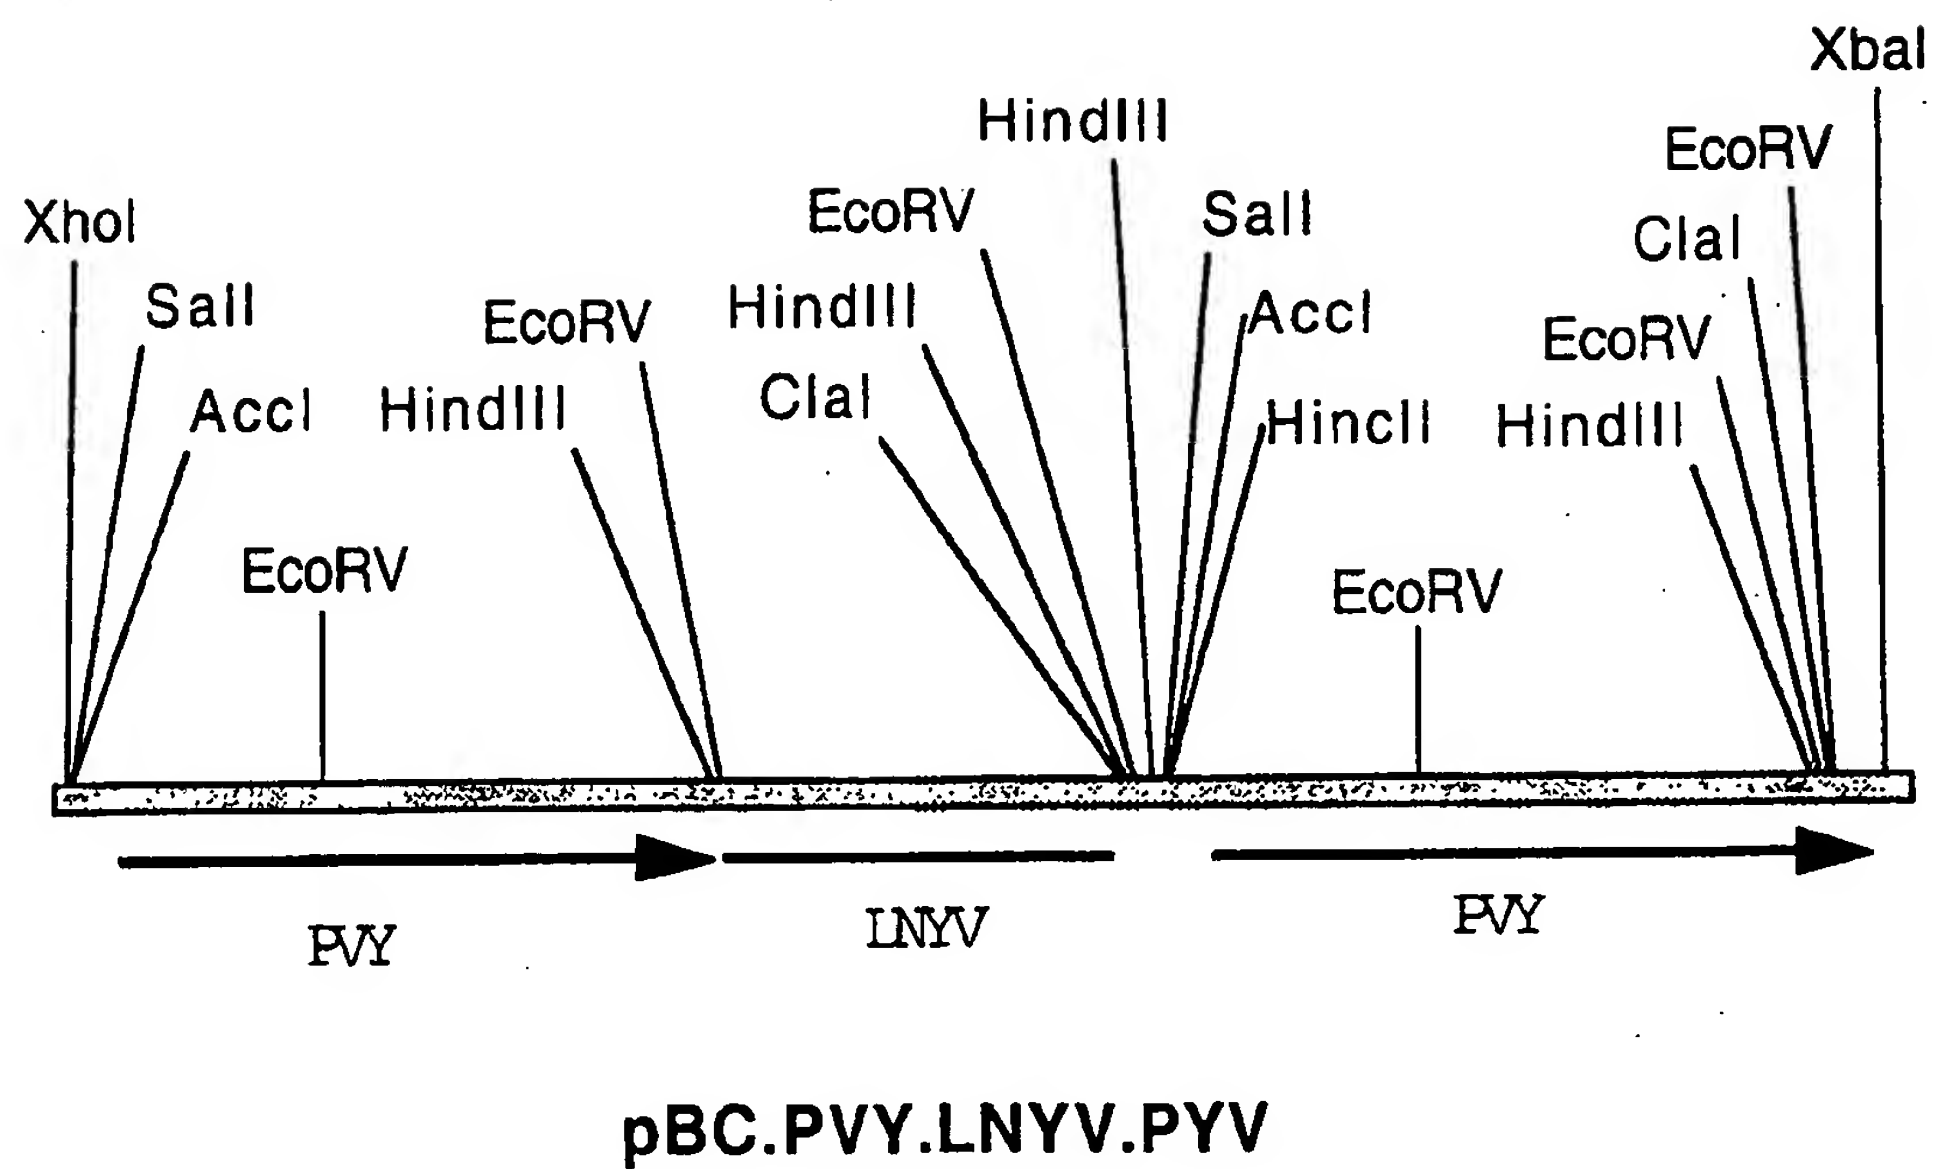 XbaI
HindIII
EcoRV
EcoRV
SalI
XhoI
ClaI
SalI
EcoRV
HindIII
AccI
EcoRV
AccI
HindIII
ClaI
HincII
HindIII
EcoRV
EcoRV
PVY
LNYV
PVY
pBC.PVY.LNYV.PYV